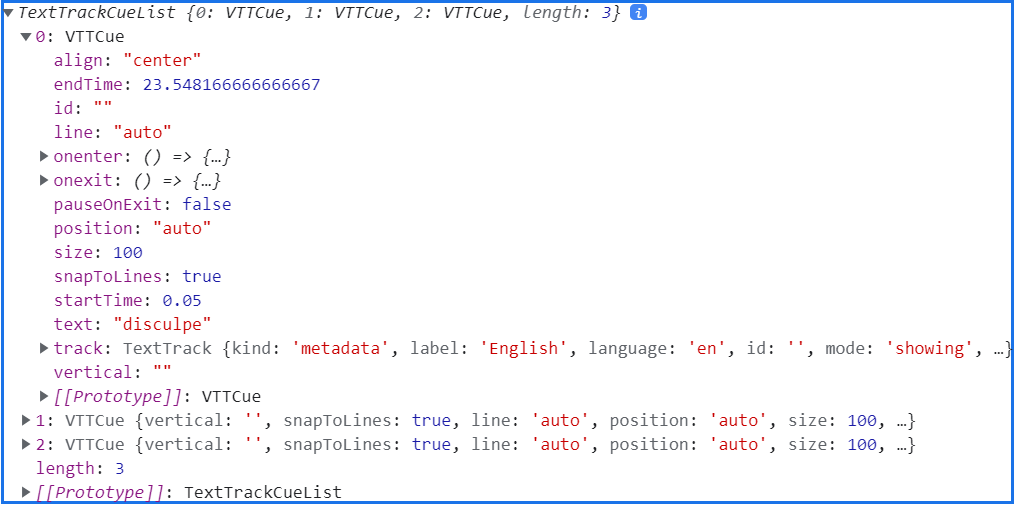 TextTrackCueList {0: VTTCue, 1: VTTCue, 2: VTTCue, length: 3} i
0: VTTCue
align: "center"
endTime: 23.548166666666667
id: ""
line: "auto"
onenter: () => {…}
onexit: () => {…}
pauseOnExit: false
position: "auto"
size: 100
snapToLines: true
startTime: 0.05
text: "disculpe"
track: TextTrack {kind: 'metadata', label: 'English', language: 'en', id: '', mode: 'showing', …}
vertical: ""
[[Prototype]]: VTTCue
1: VTTCue {vertical: '', snapToLines: true, line: 'auto', position: 'auto', size: 100, …}
2: VTTCue {vertical: '', snapToLines: true, line: 'auto', position: 'auto', size: 100, …}
length: 3
[[Prototype]]: TextTrackCueList